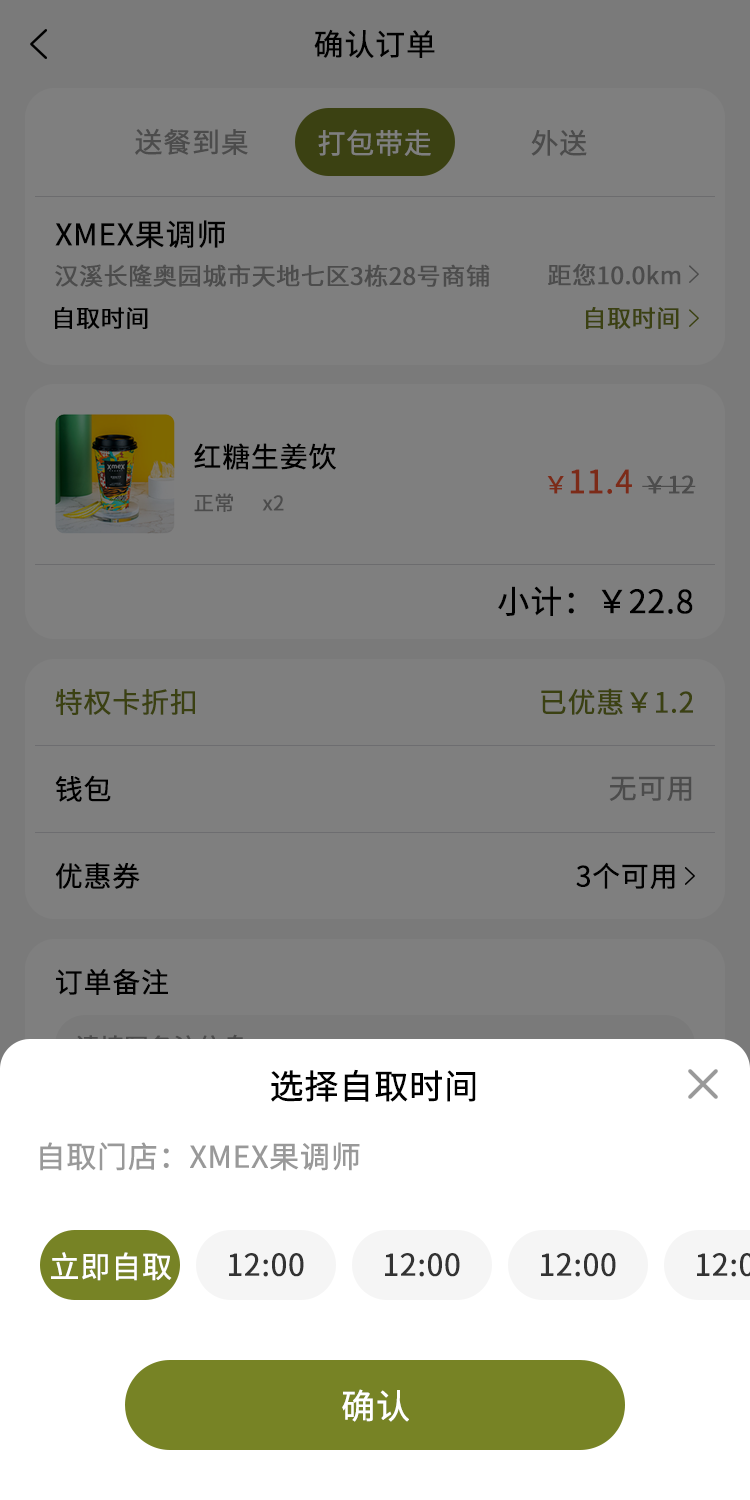 确认订单
送餐到桌 打包带走 外送
XMEX果调师
汉溪长隆奥园城市天地七区3栋28号商铺 距您10.0km
自取时间 自取时间
xmex
红糖生姜饮
¥11.4 ¥12
正常 x2
小计：¥22.8
特权卡折扣 已优惠¥1.2
钱包 无可用
优惠券 3个可用
订单备注
选择自取时间
自取门店：XMEX果调师
立即自取 12:00 12:00 12:00 12:0
确认